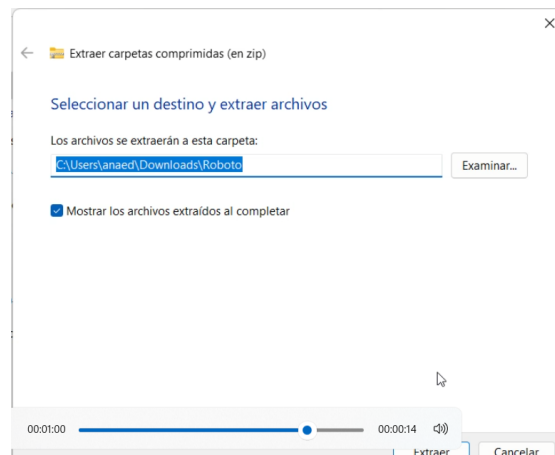 Extraer carpetas comprimidas (en zip)
Seleccionar un destino y extraer archivos
Los archivos se extraerán a esta carpeta:
C:\Users\anaed\Downloads\Roboto
Examinar...
Mostrar los archivos extraídos al completar
00:01:00
00:00:14
Extraer
Cancelar